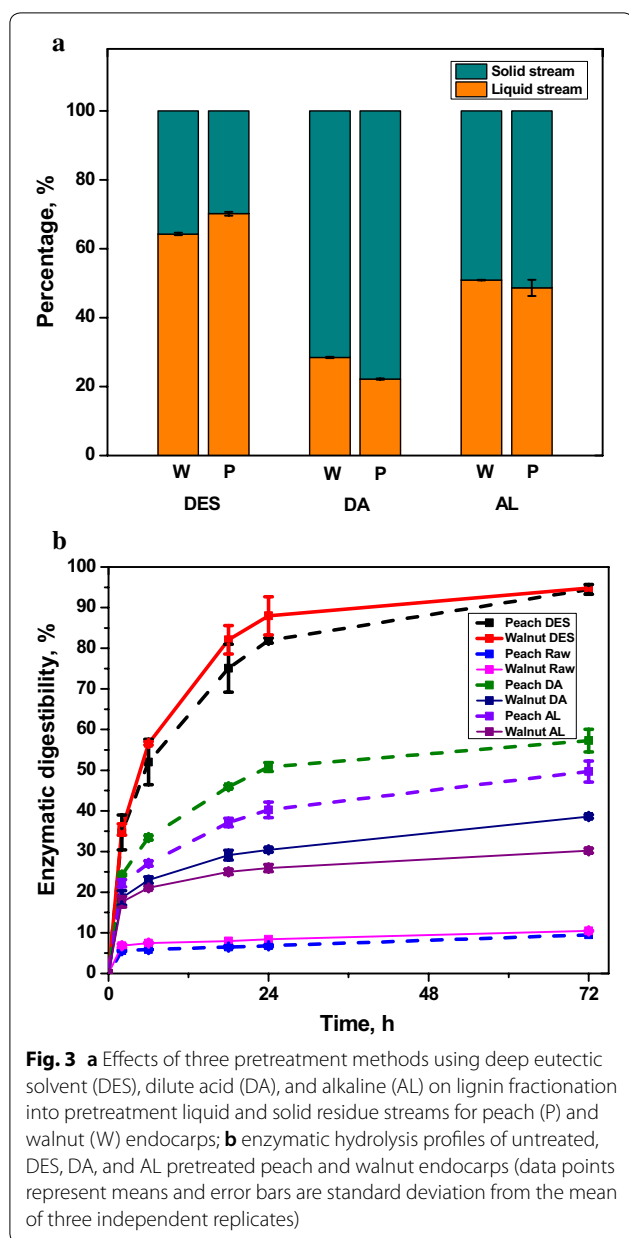 a
Solid stream
Liquid stream
100
80
60
40
20
0
Percentage, %
W P W P W P
DES DA AL
b
100
90
80
70
60
50
40
30
20
10
0
Enzymatic digestibility, %
Peach DES
Walnut DES
Peach Raw
Walnut Raw
Peach DA
Walnut DA
Peach AL
Walnut AL
0 24 48 72
Time, h
Fig. 3 a Effects of three pretreatment methods using deep eutectic
solvent (DES), dilute acid (DA), and alkaline (AL) on lignin fractionation
into pretreatment liquid and solid residue streams for peach (P) and
walnut (W) endocarps; b enzymatic hydrolysis profiles of untreated,
DES, DA, and AL pretreated peach and walnut endocarps (data points
represent means and error bars are standard deviation from the mean
of three independent replicates)